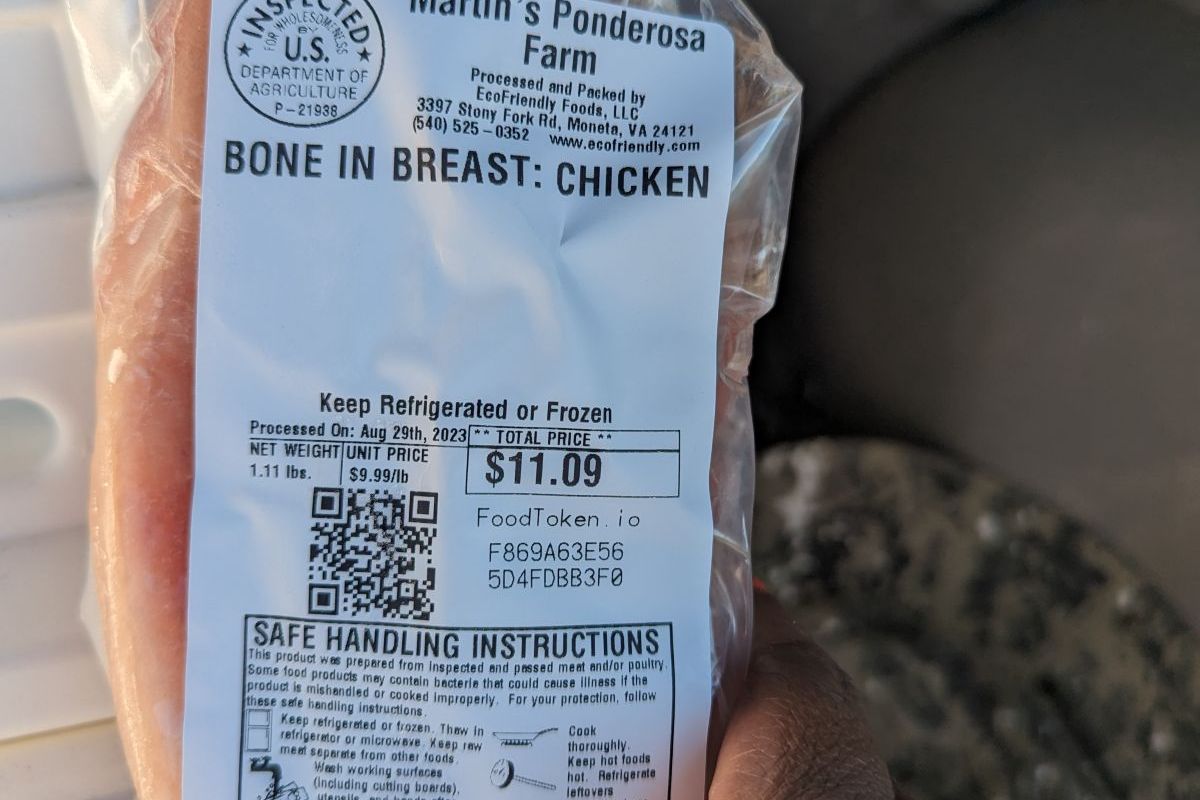 INSPECTED
FOR WHOLESOMENESS
BY
U.S.
DEPARTMENT OF
AGRICULTURE
P-21938
Martin's Ponderosa
Farm
Processed and Packed by
EcoFriendly Foods, LLC
3397 Stony Fork Rd, Moneta, VA 24121
(540) 525-0352 www.ecofriendly.com
BONE IN BREAST: CHICKEN
Keep Refrigerated or Frozen
Processed On: Aug 29th, 2023
** TOTAL PRICE **
NET WEIGHT UNIT PRICE
1.11 lbs. $9.99/lb
$11.09
FoodToken.io
F869A63E56
5D4FDBB3F0
SAFE HANDLING INSTRUCTIONS
This product was prepared from inspected and passed meat and/or poultry.
Some food products may contain bacteria that could cause illness if the
product is mishandled or cooked improperly. For your protection, follow
these safe handling instructions.
Keep refrigerated or frozen. Thaw in
refrigerator or microwave. Keep raw
meat separate from other foods.
Wash working surfaces
(including cutting boards),
utensils, and hands after
Cook
thoroughly.
Keep hot foods
hot. Refrigerate
leftovers